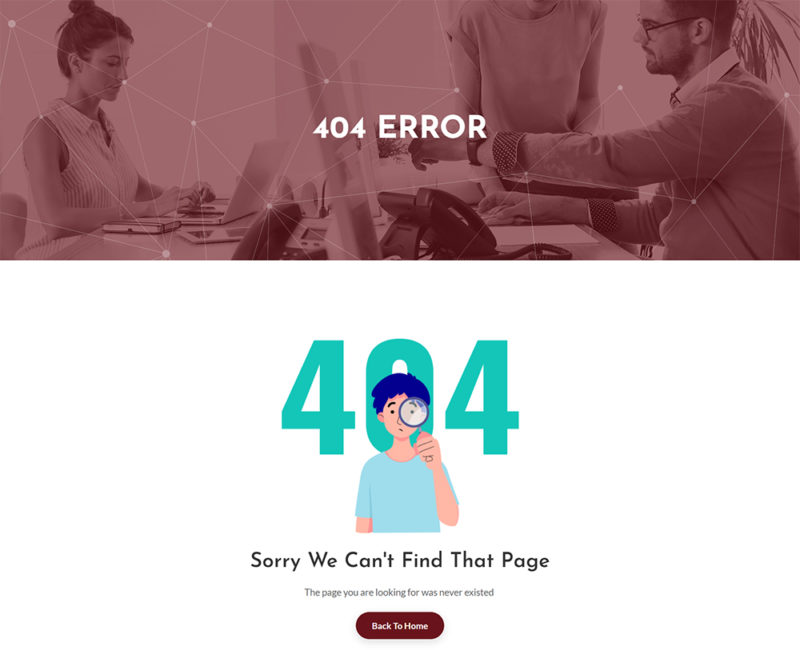 404 ERROR
404
Sorry We Can't Find That Page
The page you are looking for was never existed
Back To Home